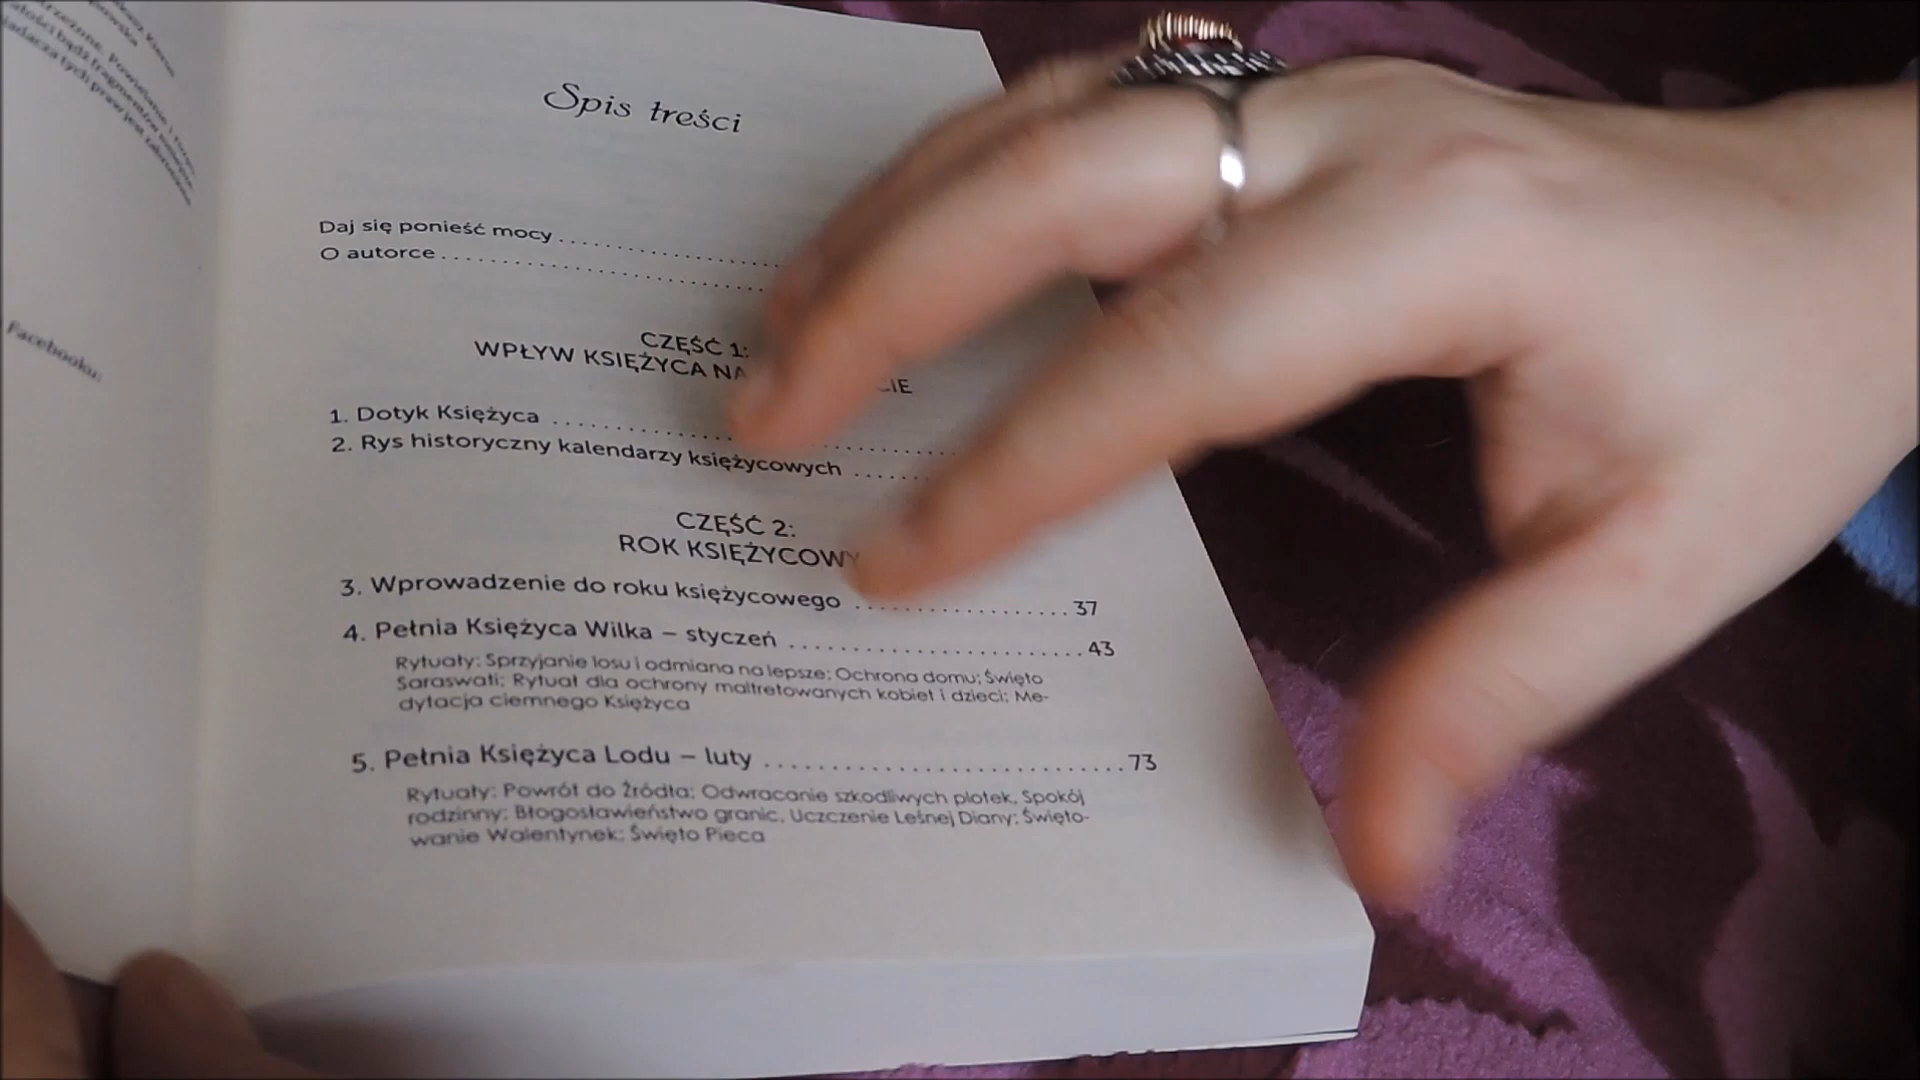 Facebooku:
Spis treści
Daj się ponieść mocy
O autorce
CZĘŚĆ 1:
WPŁYW KSIĘŻYCA NA
1. Dotyk Księżyca
2. Rys historyczny kalendarzy księżycowych
CZĘŚĆ 2:
ROK KSIĘŻYCOWY
3. Wprowadzenie do roku księżycowego 37
4. Pełnia Księżyca Wilka – styczeń 43
Rytuały: Sprzyjanie losu i odmiana na lepsze; Ochrona domu; Święto
Saraswati; Rytuał dla ochrony maltretowanych kobiet i dzieci; Me-
dytacja ciemnego Księżyca
5. Pełnia Księżyca Lodu – luty 73
Rytuały: Powrót do Źródła; Odwracanie szkodliwych plotek, Spokój
rodzinny; Błogosławieństwo granic, Uczczenie Leśnej Diany; Święto-
wanie Walentynek; Święto Pieca